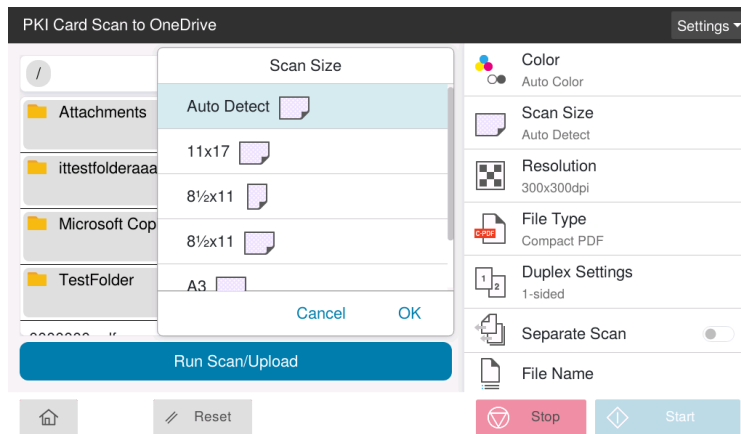 PKI Card Scan to OneDrive
Settings
/
Attachments
ittestfolderaaa
Microsoft Cop
TestFolder
Run Scan/Upload
Scan Size
Auto Detect
11x17
8½x11
8½x11
A3
Cancel
OK
Color
Auto Color
Scan Size
Auto Detect
Resolution
300x300dpi
File Type
C-PDF
Compact PDF
Duplex Settings
1 2
1-sided
Separate Scan
File Name
Reset
Stop
Start